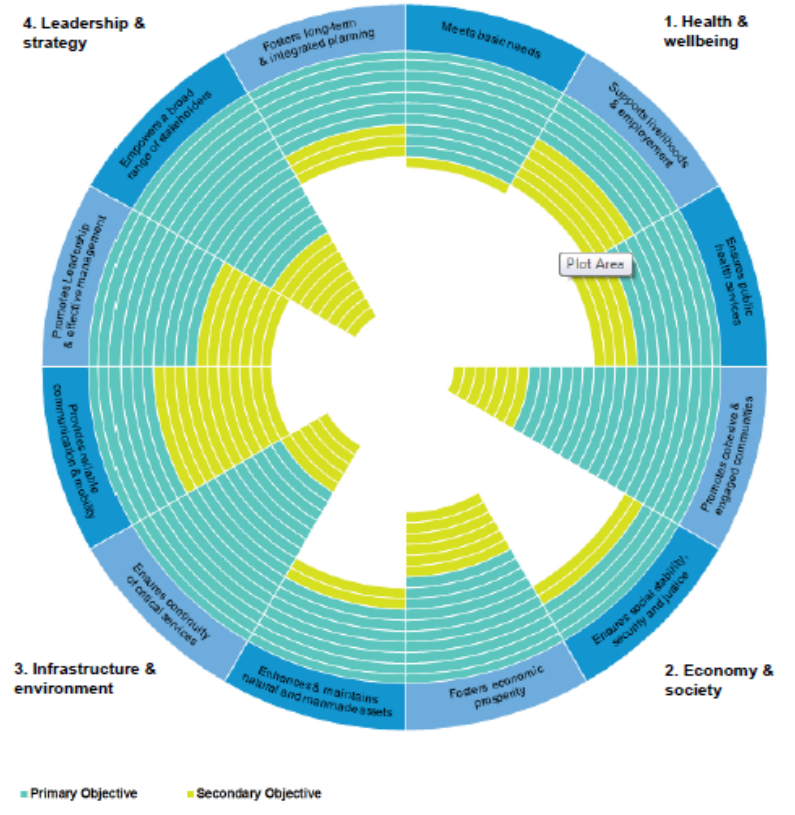 4. Leadership &
strategy
1. Health &
wellbeing
Fosters long-term
& integrated planning
Meets basic needs
Supports livelihoods
& employement
Ensures public
health services
Promotes cohesive &
engaged communities
Ensures social stability,
security and justice
Fosters economic
prosperity
Enhances & maintains
natural and manmade assets
Ensures continuity
of critical services
Provides reliable
communication & mobility
Promotes Leadership
& effective management
Empowers a broad
range of stakeholders
Plot Area
3. Infrastructure &
environment
2. Economy &
society
Primary Objective
Secondary Objective